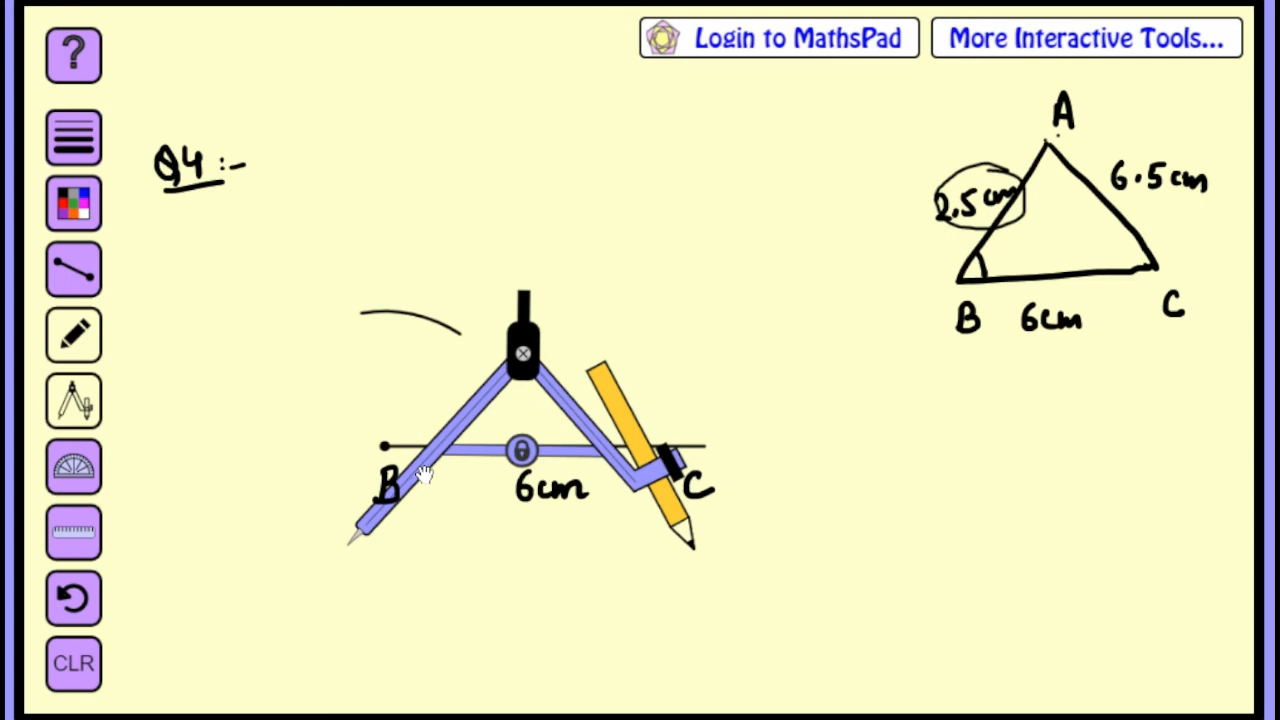 ?
Login to MathsPad
More Interactive Tools...
Q4 :-
A
2.5 cm
6.5 cm
B 6cm C
B 6cm C
CLR